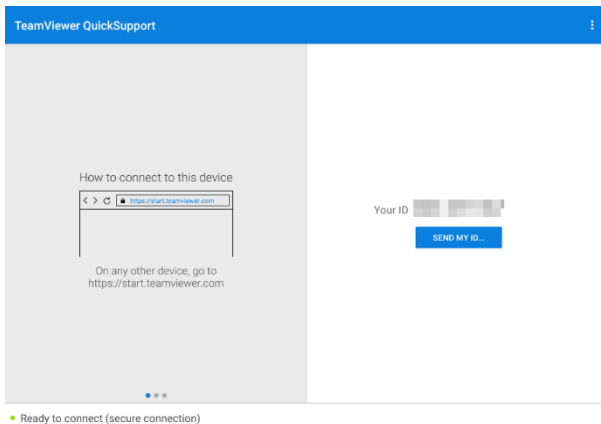 TeamViewer QuickSupport
How to connect to this device
https://start.teamviewer.com
On any other device, go to
https://start.teamviewer.com
Your ID
SEND MY ID...
Ready to connect (secure connection)